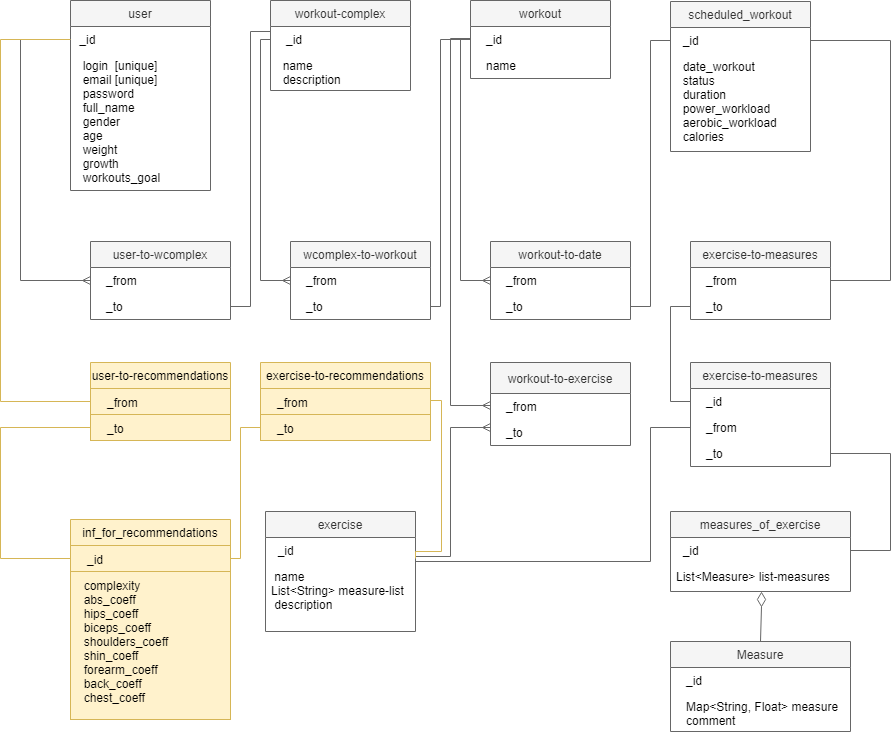 user
_id
login [unique]
email [unique]
password
full_name
gender
age
weight
growth
workouts_goal
workout-complex
_id
name
description
workout
_id
name
scheduled_workout
_id
date_workout
status
duration
power_workload
aerobic_workload
calories
user-to-wcomplex
_from
_to
wcomplex-to-workout
_from
_to
workout-to-date
_from
_to
exercise-to-measures
_from
_to
user-to-recommendations
_from
_to
exercise-to-recommendations
_from
_to
workout-to-exercise
_from
_to
exercise-to-measures
_id
_from
_to
inf_for_recommendations
_id
complexity
abs_coeff
hips_coeff
biceps_coeff
shoulders_coeff
shin_coeff
forearm_coeff
back_coeff
chest_coeff
exercise
_id
name
List<String> measure-list
description
measures_of_exercise
_id
List<Measure> list-measures
Measure
_id
Map<String, Float> measure
comment